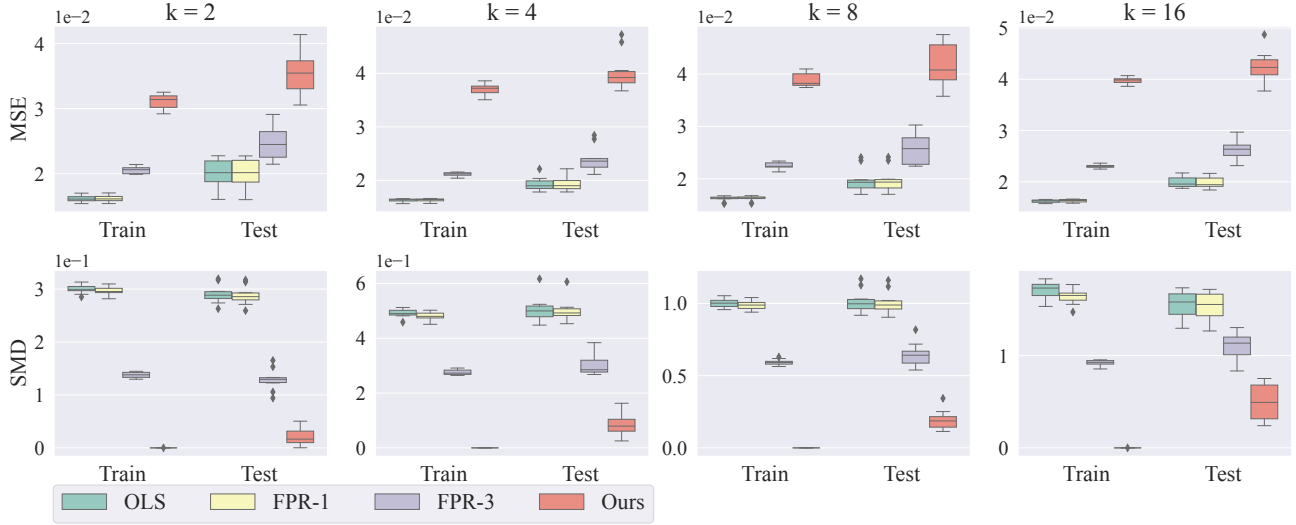 k = 2
k = 4
k = 8
k = 16
1e−2
1e−2
1e−2
1e−2
MSE
4
3
2
4
3
2
4
3
2
5
4
3
2
Train
Test
Train
Test
Train
Test
Train
Test
1e−1
1e−1
SMD
3
2
1
0
6
4
2
0
1.0
0.5
0.0
1
0
Train
Test
Train
Test
Train
Test
Train
Test
OLS
FPR-1
FPR-3
Ours